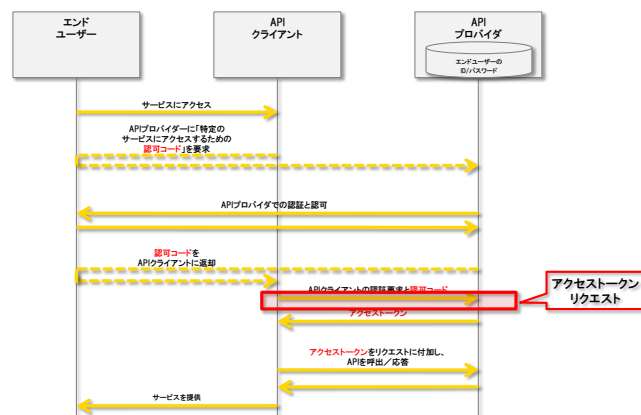 エンド
ユーザー
API
クライアント
API
プロバイダ
エンドユーザーの
ID/パスワード
サービスにアクセス
APIプロバイダーに「特定の
サービスにアクセスするための
認可コード」を要求
APIプロバイダでの認証と認可
認可コードを
APIクライアントに返却
APIクライアントの認証要求と認可コード
アクセストークン
リクエスト
アクセストークン
アクセストークンをリクエストに付加し、
APIを呼出／応答
サービスを提供